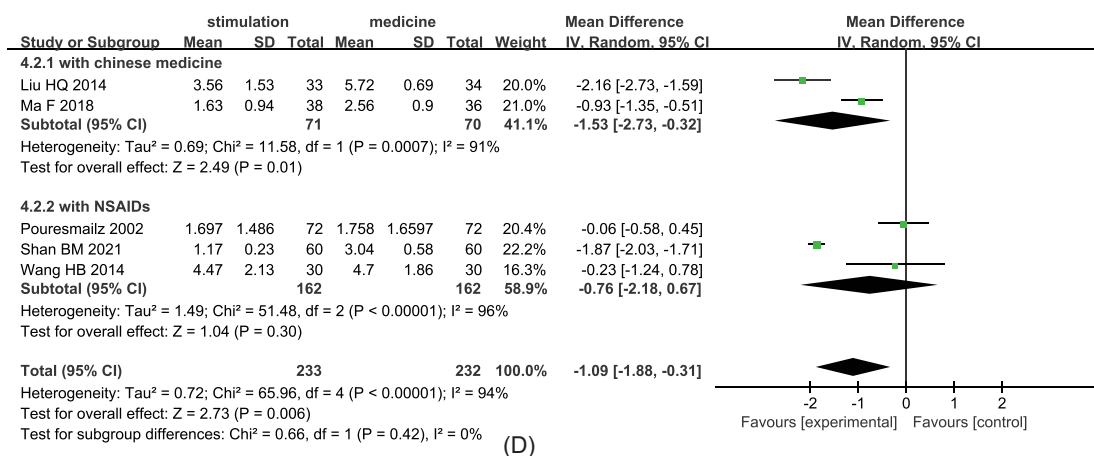 stimulation medicine Mean Difference Mean Difference
Study or Subgroup Mean SD Total Mean SD Total Weight IV, Random, 95% CI IV, Random, 95% CI
4.2.1 with chinese medicine
Liu HQ 2014 3.56 1.53 33 5.72 0.69 34 20.0% -2.16 [-2.73, -1.59]
Ma F 2018 1.63 0.94 38 2.56 0.9 36 21.0% -0.93 [-1.35, -0.51]
Subtotal (95% CI) 71 70 41.1% -1.53 [-2.73, -0.32]
Heterogeneity: Tau² = 0.69; Chi² = 11.58, df = 1 (P = 0.0007); I² = 91%
Test for overall effect: Z = 2.49 (P = 0.01)
4.2.2 with NSAIDs
Pouresmailz 2002 1.697 1.486 72 1.758 1.6597 72 20.4% -0.06 [-0.58, 0.45]
Shan BM 2021 1.17 0.23 60 3.04 0.58 60 22.2% -1.87 [-2.03, -1.71]
Wang HB 2014 4.47 2.13 30 4.7 1.86 30 16.3% -0.23 [-1.24, 0.78]
Subtotal (95% CI) 162 162 58.9% -0.76 [-2.18, 0.67]
Heterogeneity: Tau² = 1.49; Chi² = 51.48, df = 2 (P < 0.00001); I² = 96%
Test for overall effect: Z = 1.04 (P = 0.30)
Total (95% CI) 233 232 100.0% -1.09 [-1.88, -0.31]
Heterogeneity: Tau² = 0.72; Chi² = 65.96, df = 4 (P < 0.00001); I² = 94%
Test for overall effect: Z = 2.73 (P = 0.006)
Test for subgroup differences: Chi² = 0.66, df = 1 (P = 0.42), I² = 0%
-2 -1 0 1 2
Favours [experimental] Favours [control]
(D)